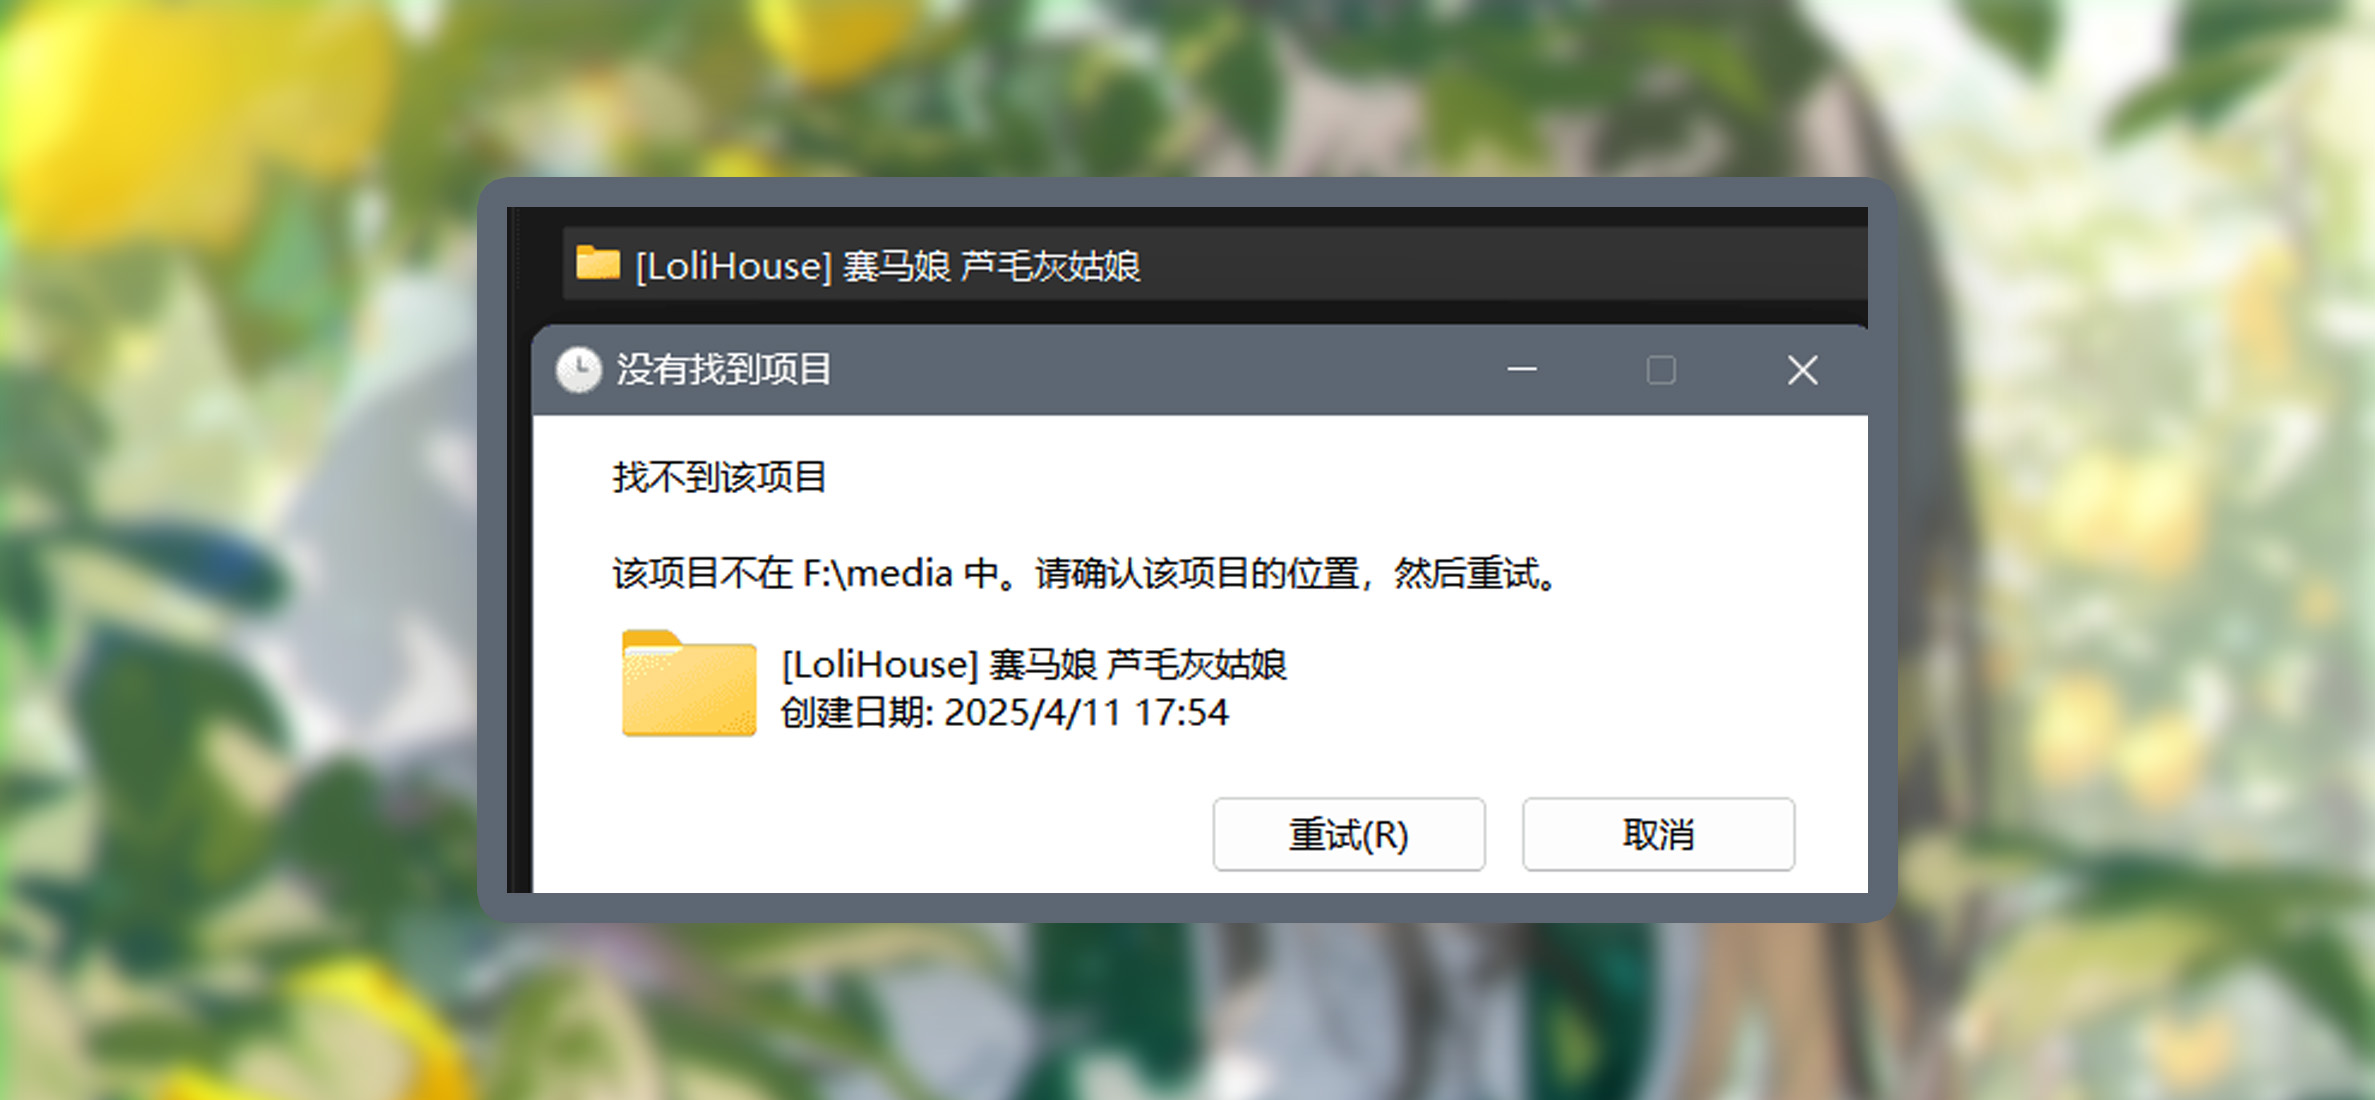 [LoliHouse] 赛马娘 芦毛灰姑娘
没有找到项目
找不到该项目
该项目不在 F:\media 中。请确认该项目的位置，然后重试。
[LoliHouse] 赛马娘 芦毛灰姑娘
创建日期: 2025/4/11 17:54
重试(R)
取消